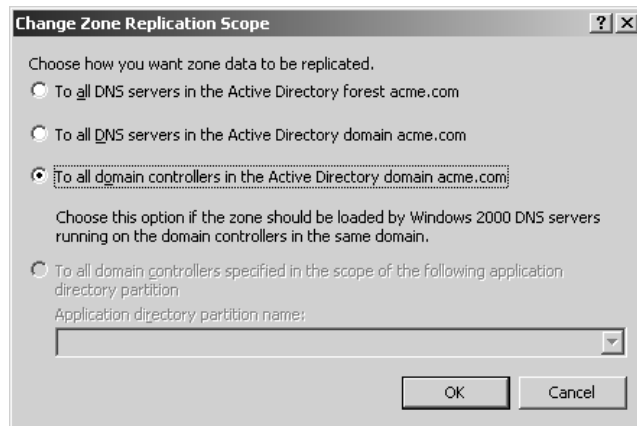 Change Zone Replication Scope
Choose how you want zone data to be replicated.
To all DNS servers in the Active Directory forest acme.com
To all DNS servers in the Active Directory domain acme.com
To all domain controllers in the Active Directory domain acme.com
Choose this option if the zone should be loaded by Windows 2000 DNS servers
running on the domain controllers in the same domain.
To all domain controllers specified in the scope of the following application
directory partition
Application directory partition name:
OK Cancel